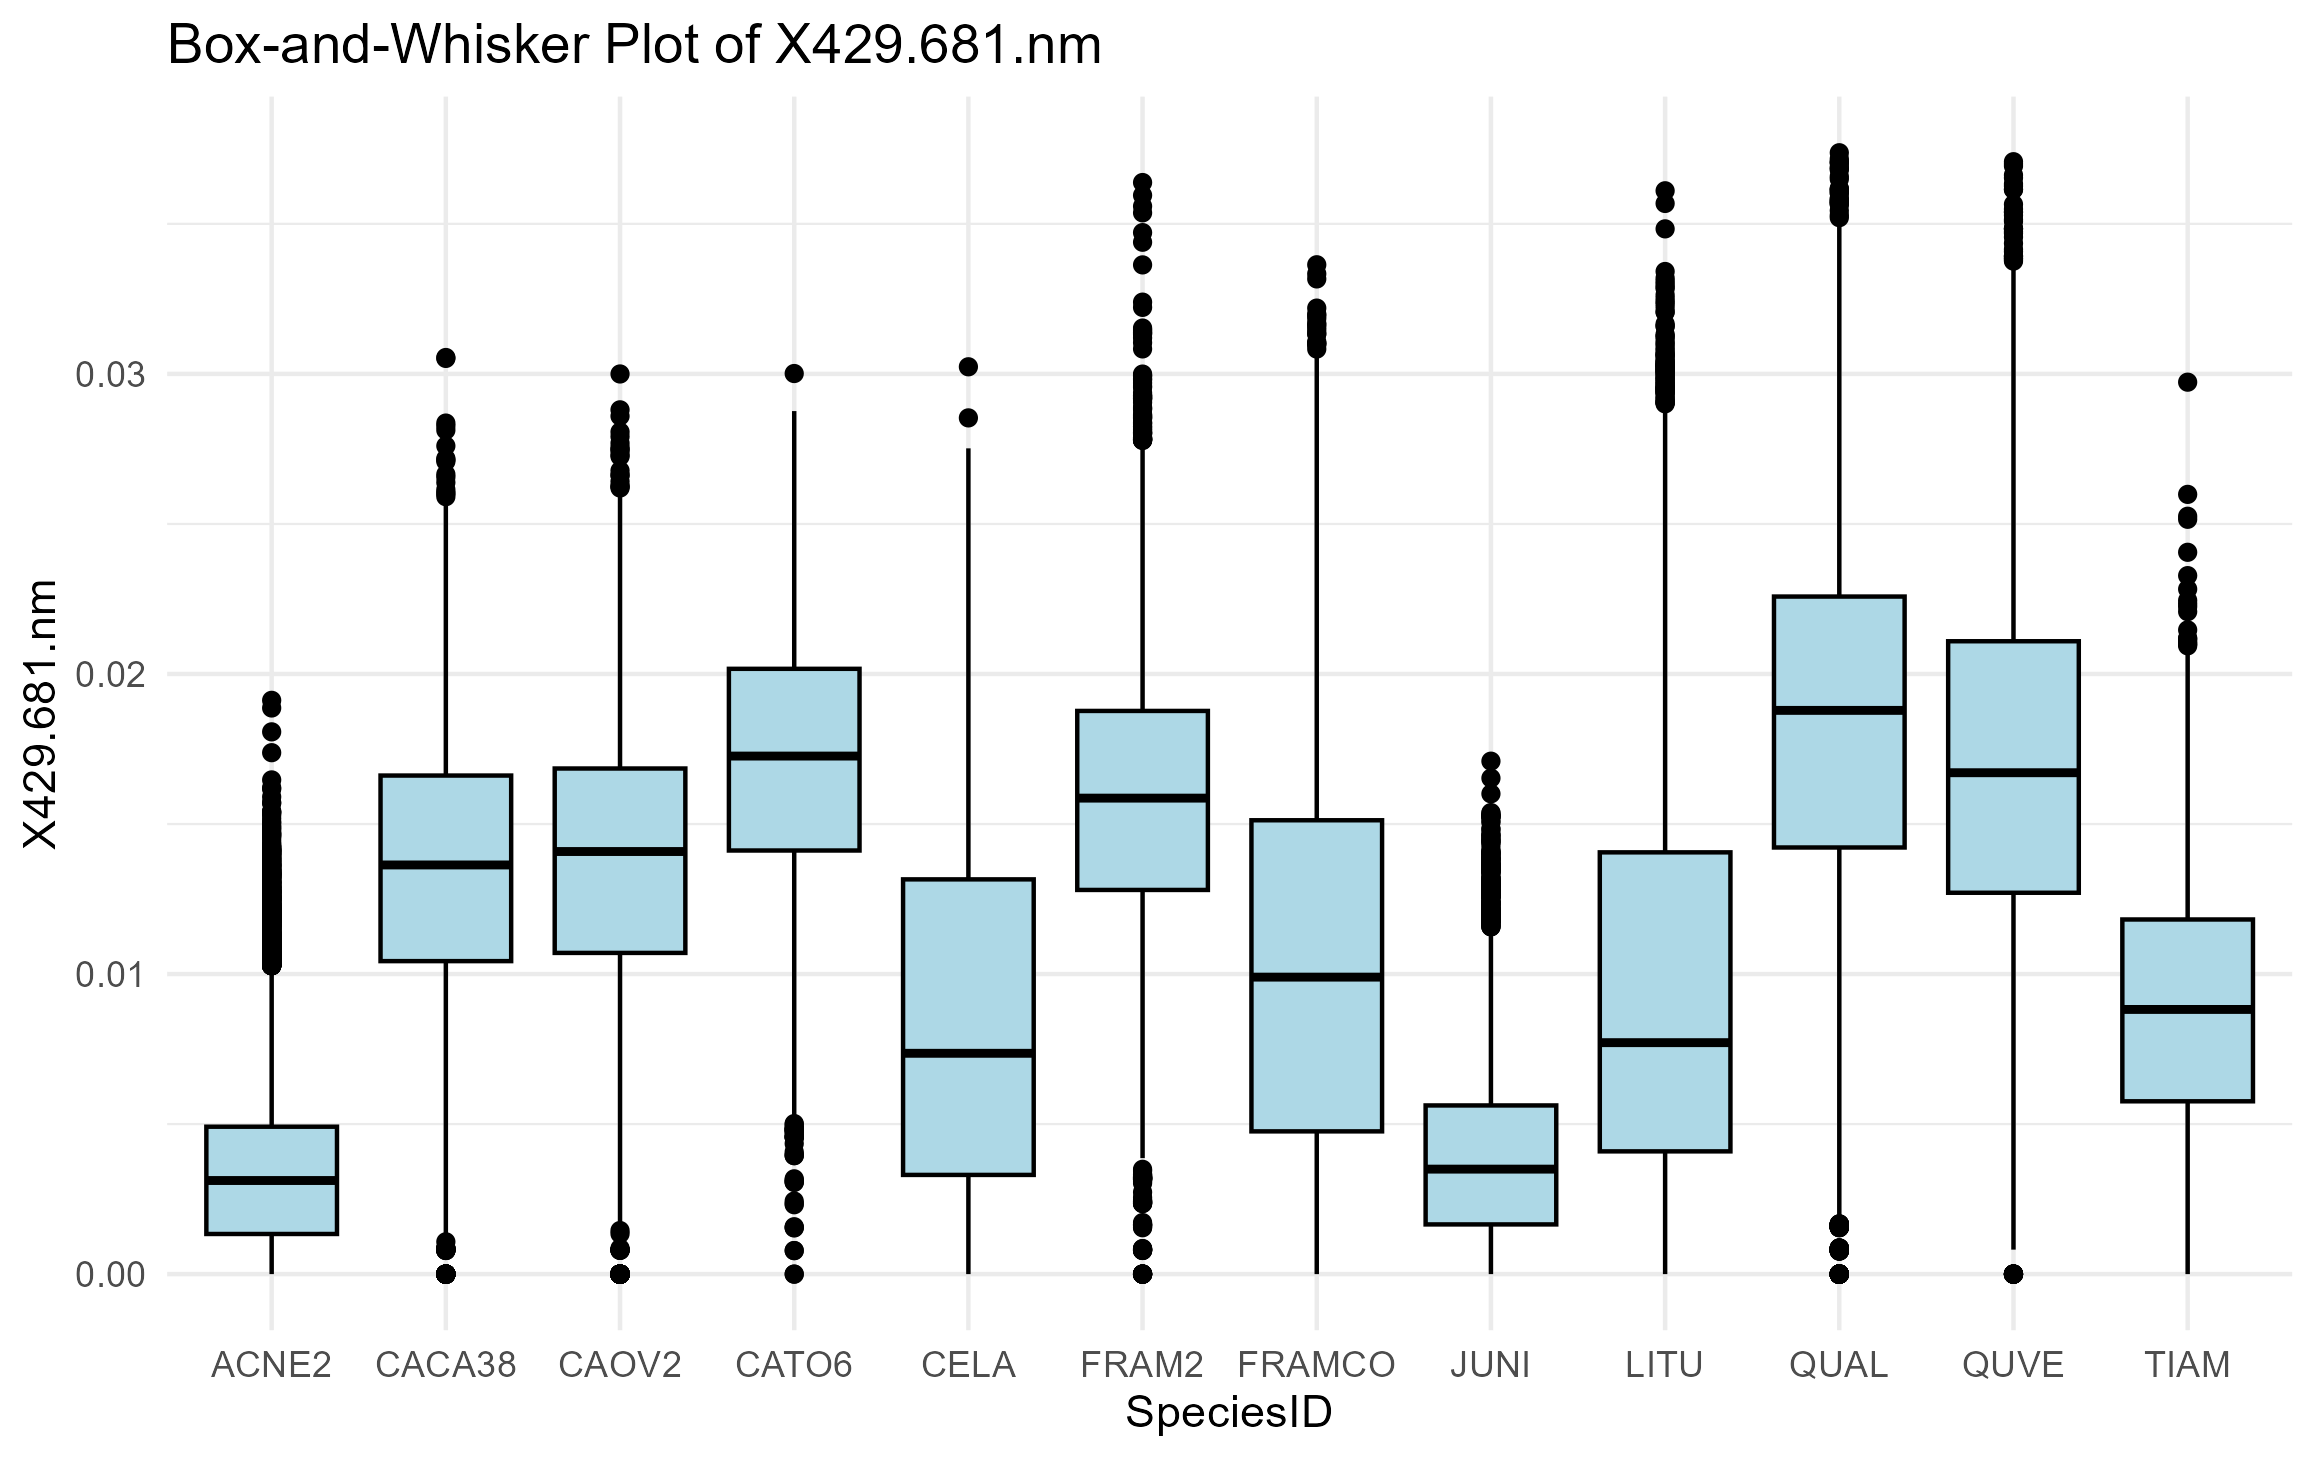 Box-and-Whisker Plot of X429.681.nm
X429.681.nm
0.03
0.02
0.01
0.00
ACNE2 CACA38 CAOV2 CATO6 CELA FRAM2 FRAMCO JUNI LITU QUAL QUVE TIAM
SpeciesID